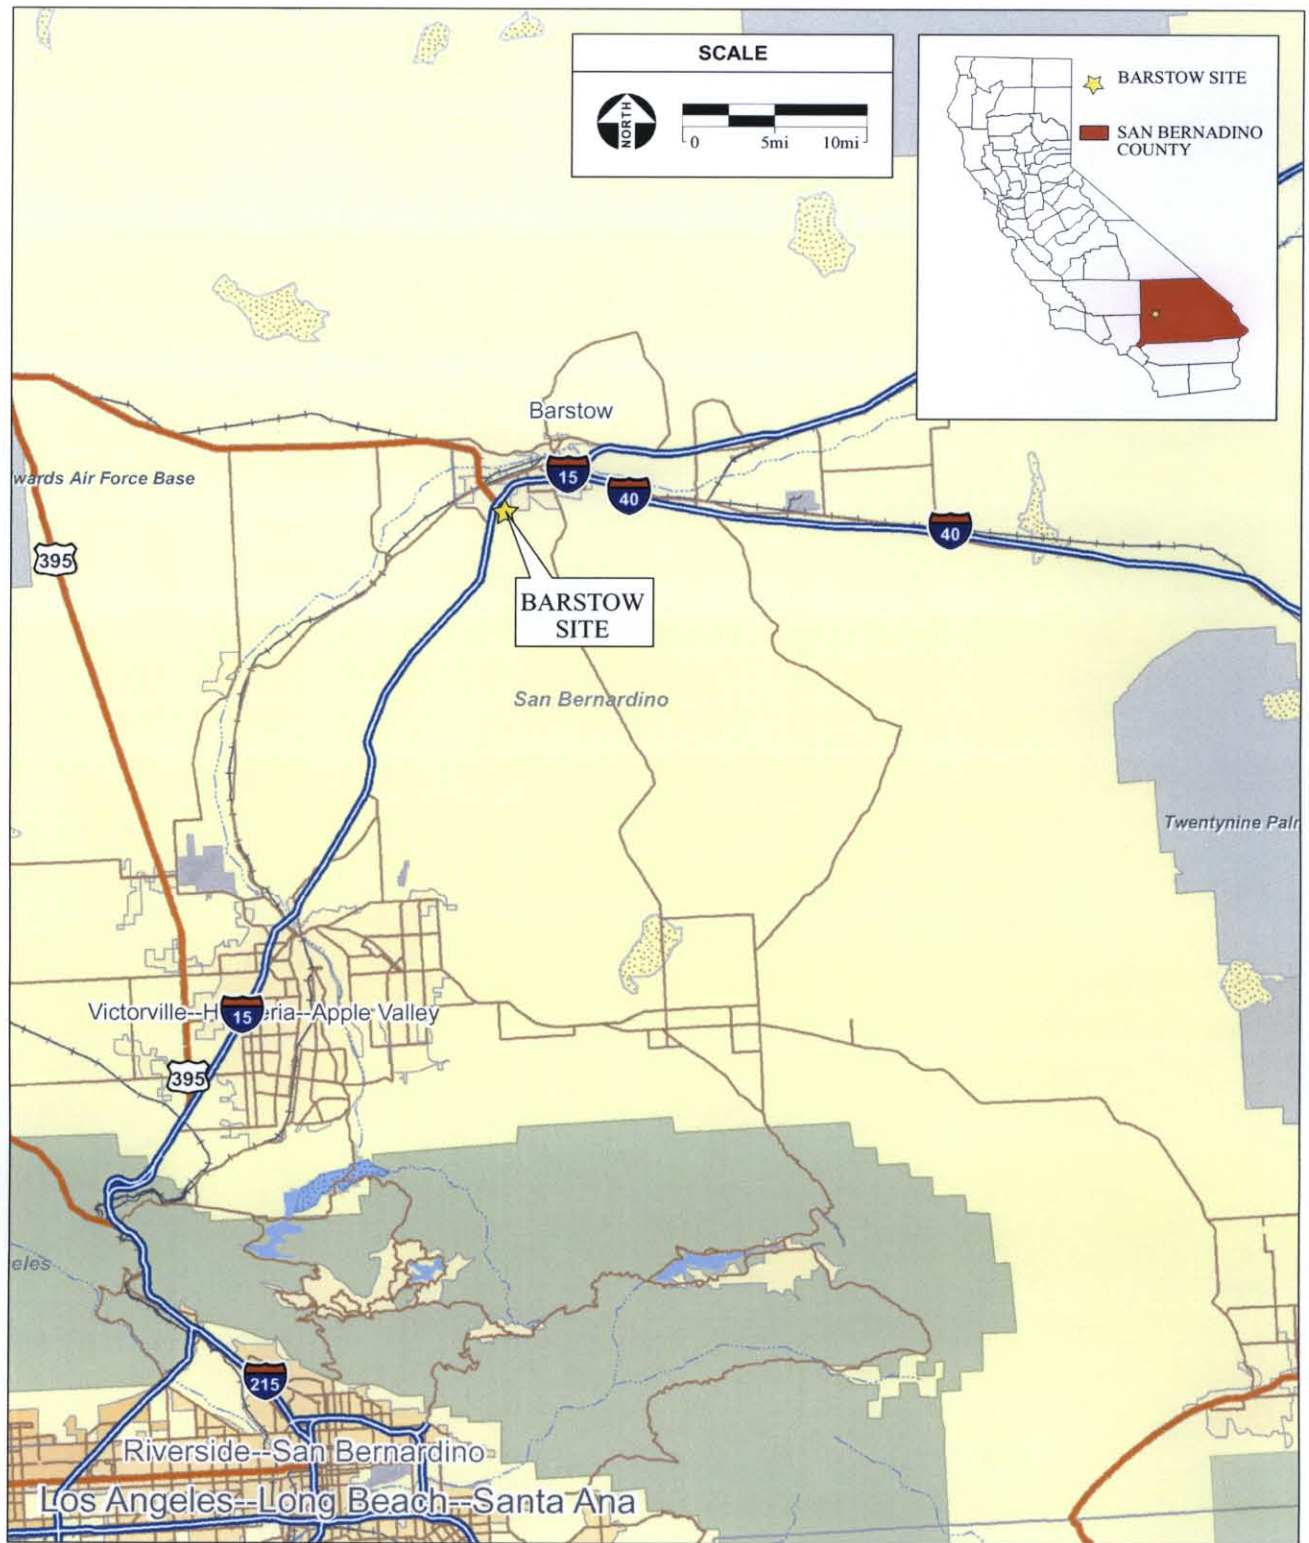 SCALE
NORTH
0 5mi 10mi
BARSTOW SITE
SAN BERNADINO
COUNTY
Barstow
15
40
40
wards Air Force Base
395
BARSTOW
SITE
San Bernardino
Twentynine Paln
Victorville--H
eria--Apple Valley
15
395
eles
215
Riverside--San Bernardino
Los Angeles--Long Beach--Santa Ana